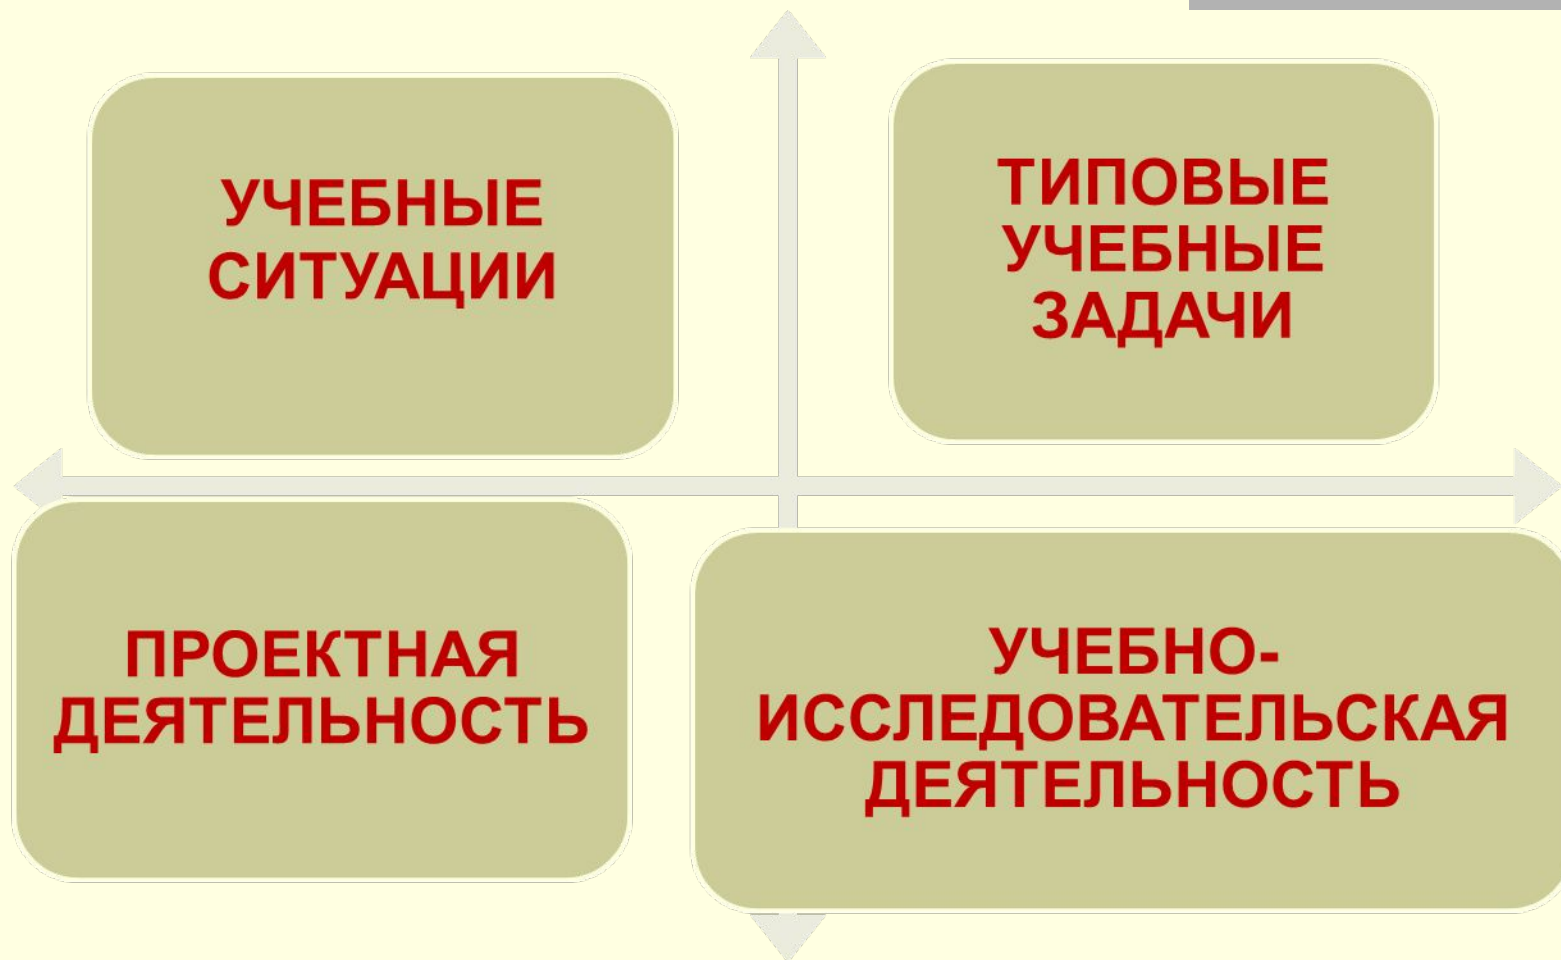 УЧЕБНЫЕ
СИТУАЦИИ
ТИПОВЫЕ
УЧЕБНЫЕ
ЗАДАЧИ
ПРОЕКТНАЯ
ДЕЯТЕЛЬНОСТЬ
УЧЕБНО-
ИССЛЕДОВАТЕЛЬСКАЯ
ДЕЯТЕЛЬНОСТЬ